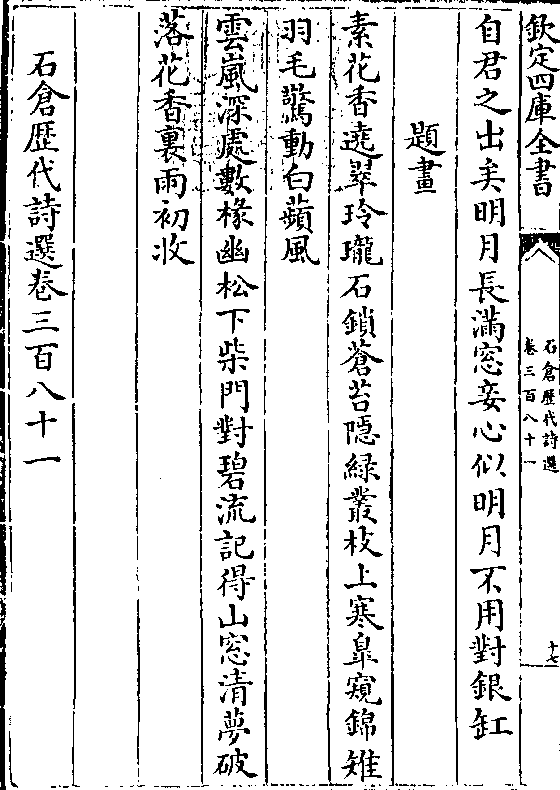 欽定四庫全書
石倉歴代詩選
卷三百八十一
十七
自君之出矣明月長滿窓妾心似明月不用對銀缸
題畫
素花香遶翠玲瓏石鎖蒼苔隠緑叢枝上寒皐窺錦雉
羽毛驚動白蘋風
雲嵐深處數椽幽松下柴門對碧流記得山窓清夢破
落花香裏雨初收
石倉歴代詩選卷三百八十一